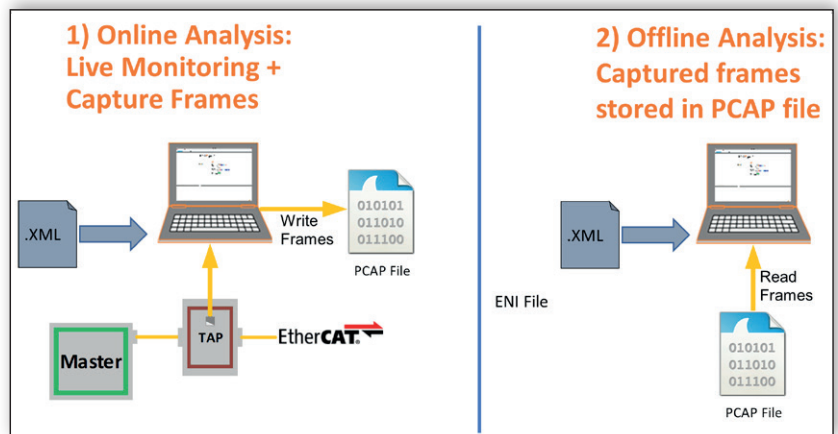 1) Online Analysis:
Live Monitoring +
Capture Frames
.XML
Write
Frames
010101
011010
011100
PCAP File
Master
TAP
EtherCAT®
2) Offline Analysis:
Captured frames
stored in PCAP file
.XML
ENI File
Read
Frames
010101
011010
011100
PCAP File